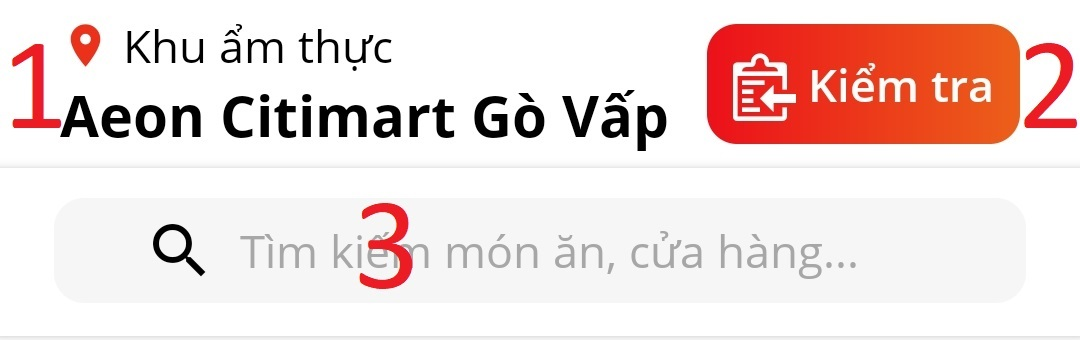 1
Khu ẩm thực
Aeon Citimart Gò Vấp
Kiểm tra
2
3
Tìm kiếm món ăn, cửa hàng...